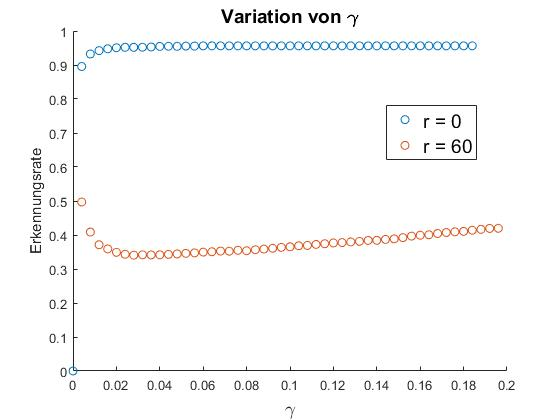 Variation von γ
1
0.9
0.8
0.7
0.6
0.5
0.4
0.3
0.2
0.1
0
Erkennungsrate
r = 0
r = 60
0 0.02 0.04 0.06 0.08 0.1 0.12 0.14 0.16 0.18 0.2
γ